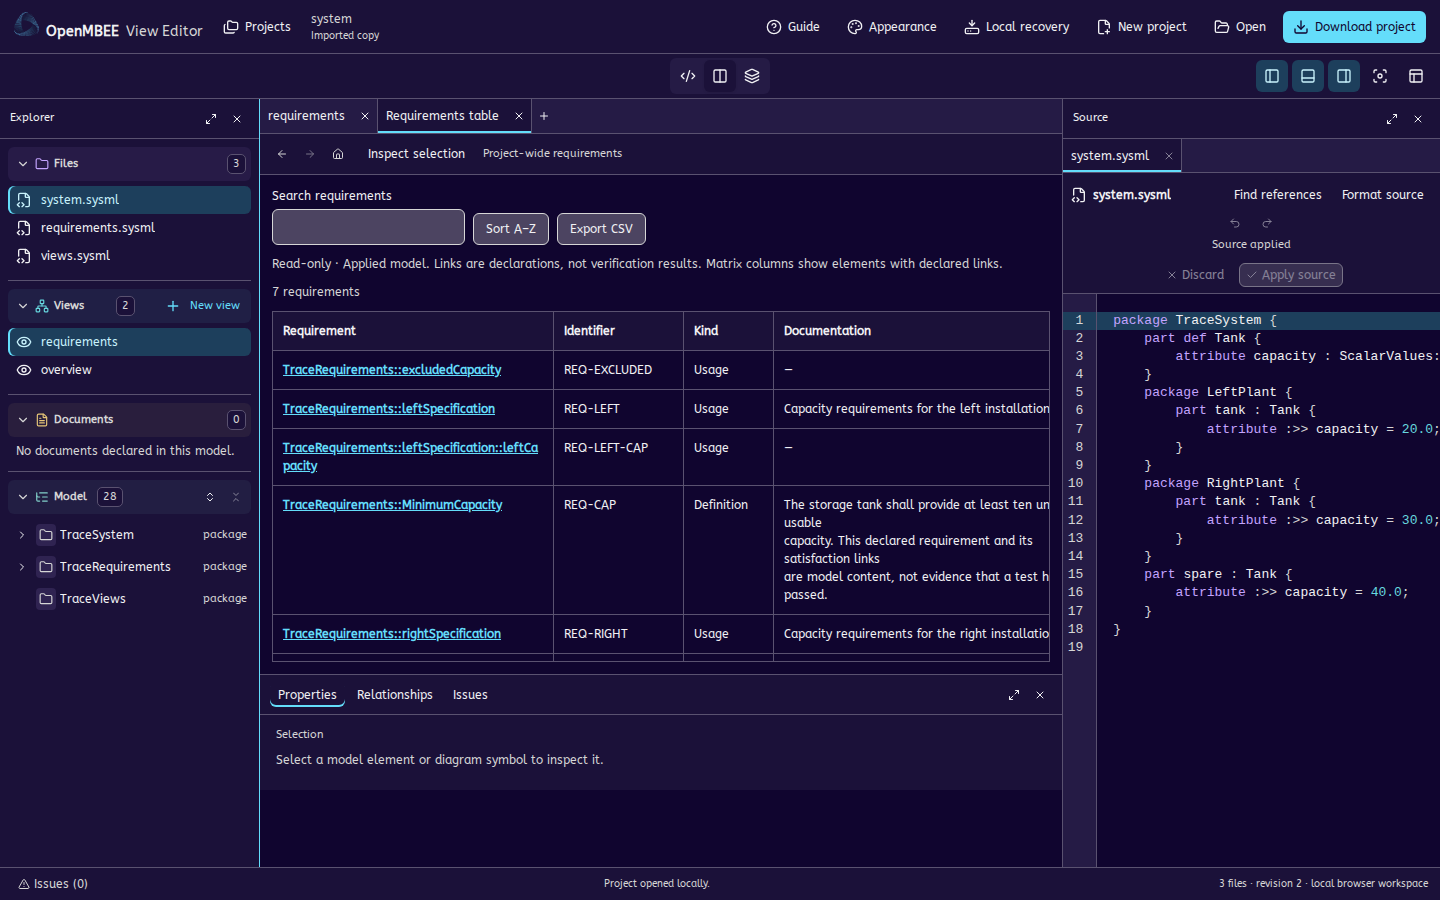 OpenMBEE View Editor
Projects
system
Imported copy
Guide
Appearance
Local recovery
New project
Open
Download project
Explorer
Files
3
system.sysml
requirements.sysml
views.sysml
Views
2
New view
requirements
overview
Documents
0
No documents declared in this model.
Model
28
TraceSystem
package
TraceRequirements
package
TraceViews
package
requirements
Requirements table
Inspect selection
Project-wide requirements
Search requirements
Sort A–Z
Export CSV
Read-only · Applied model. Links are declarations, not verification results. Matrix columns show elements with declared links.
7 requirements
Requirement Identifier Kind Documentation
TraceRequirements::excludedCapacity REQ-EXCLUDED Usage —
TraceRequirements::leftSpecification REQ-LEFT Usage Capacity requirements for the left installation
TraceRequirements::leftSpecification::leftCa
pacity
REQ-LEFT-CAP Usage —
TraceRequirements::MinimumCapacity REQ-CAP Definition The storage tank shall provide at least ten un
usable
capacity. This declared requirement and its
satisfaction links
are model content, not evidence that a test h
passed.
TraceRequirements::rightSpecification REQ-RIGHT Usage Capacity requirements for the right installatio
Properties
Relationships
Issues
Selection
Select a model element or diagram symbol to inspect it.
Source
system.sysml
system.sysml
Find references
Format source
Source applied
Discard
Apply source
1 package TraceSystem {
2 part def Tank {
3 attribute capacity : ScalarValues:
4 }
5 package LeftPlant {
6 part tank : Tank {
7 attribute :>> capacity = 20.0;
8 }
9 }
10 package RightPlant {
11 part tank : Tank {
12 attribute :>> capacity = 30.0;
13 }
14 }
15 part spare : Tank {
16 attribute :>> capacity = 40.0;
17 }
18 }
19
Issues (0)
Project opened locally.
3 files · revision 2 · local browser workspace